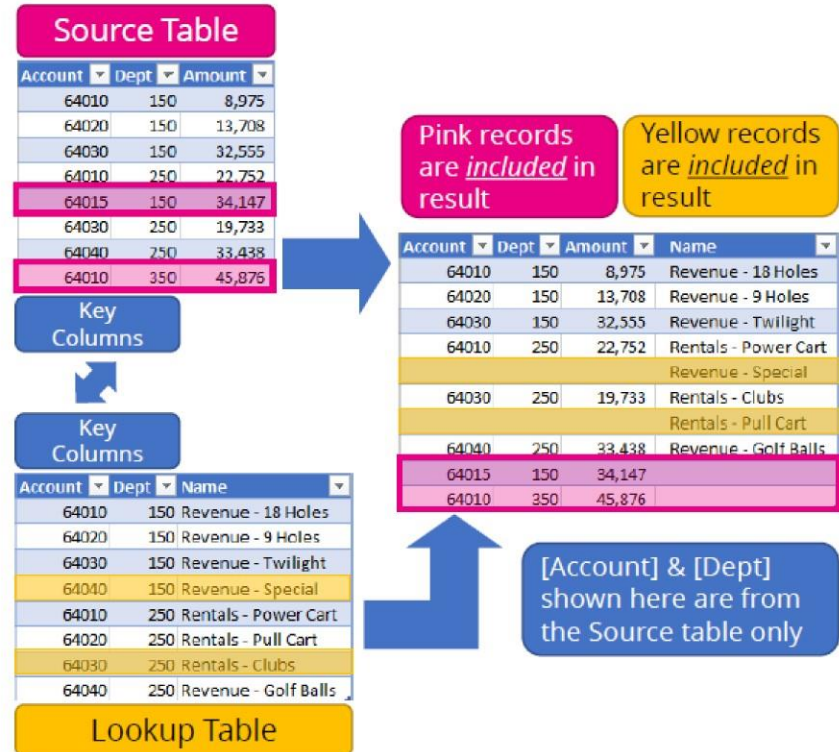 Source Table
Account Dept Amount
64010 150 8,975
64020 150 13,708
64030 150 32,555
64010 250 22,752
64015 150 34,147
64030 250 19,733
64040 250 33,438
64010 350 45,876
Key
Columns
Key
Columns
Account Dept Name
64010 150 Revenue - 18 Holes
64020 150 Revenue - 9 Holes
64030 150 Revenue - Twilight
64040 150 Revenue - Special
64010 250 Rentals - Power Cart
64020 250 Rentals - Pull Cart
64030 250 Rentals - Clubs
64040 250 Revenue - Golf Balls
Lookup Table
Pink records
are included in
result
Yellow records
are included in
result
Account Dept Amount Name
64010 150 8,975 Revenue - 18 Holes
64020 150 13,708 Revenue - 9 Holes
64030 150 32,555 Revenue - Twilight
64010 250 22,752 Rentals - Power Cart
Revenue - Special
64030 250 19,733 Rentals - Clubs
Rentals - Pull Cart
64040 250 33,438 Revenue - Golf Balls
64015 150 34,147
64010 350 45,876
[Account] & [Dept]
shown here are from
the Source table only